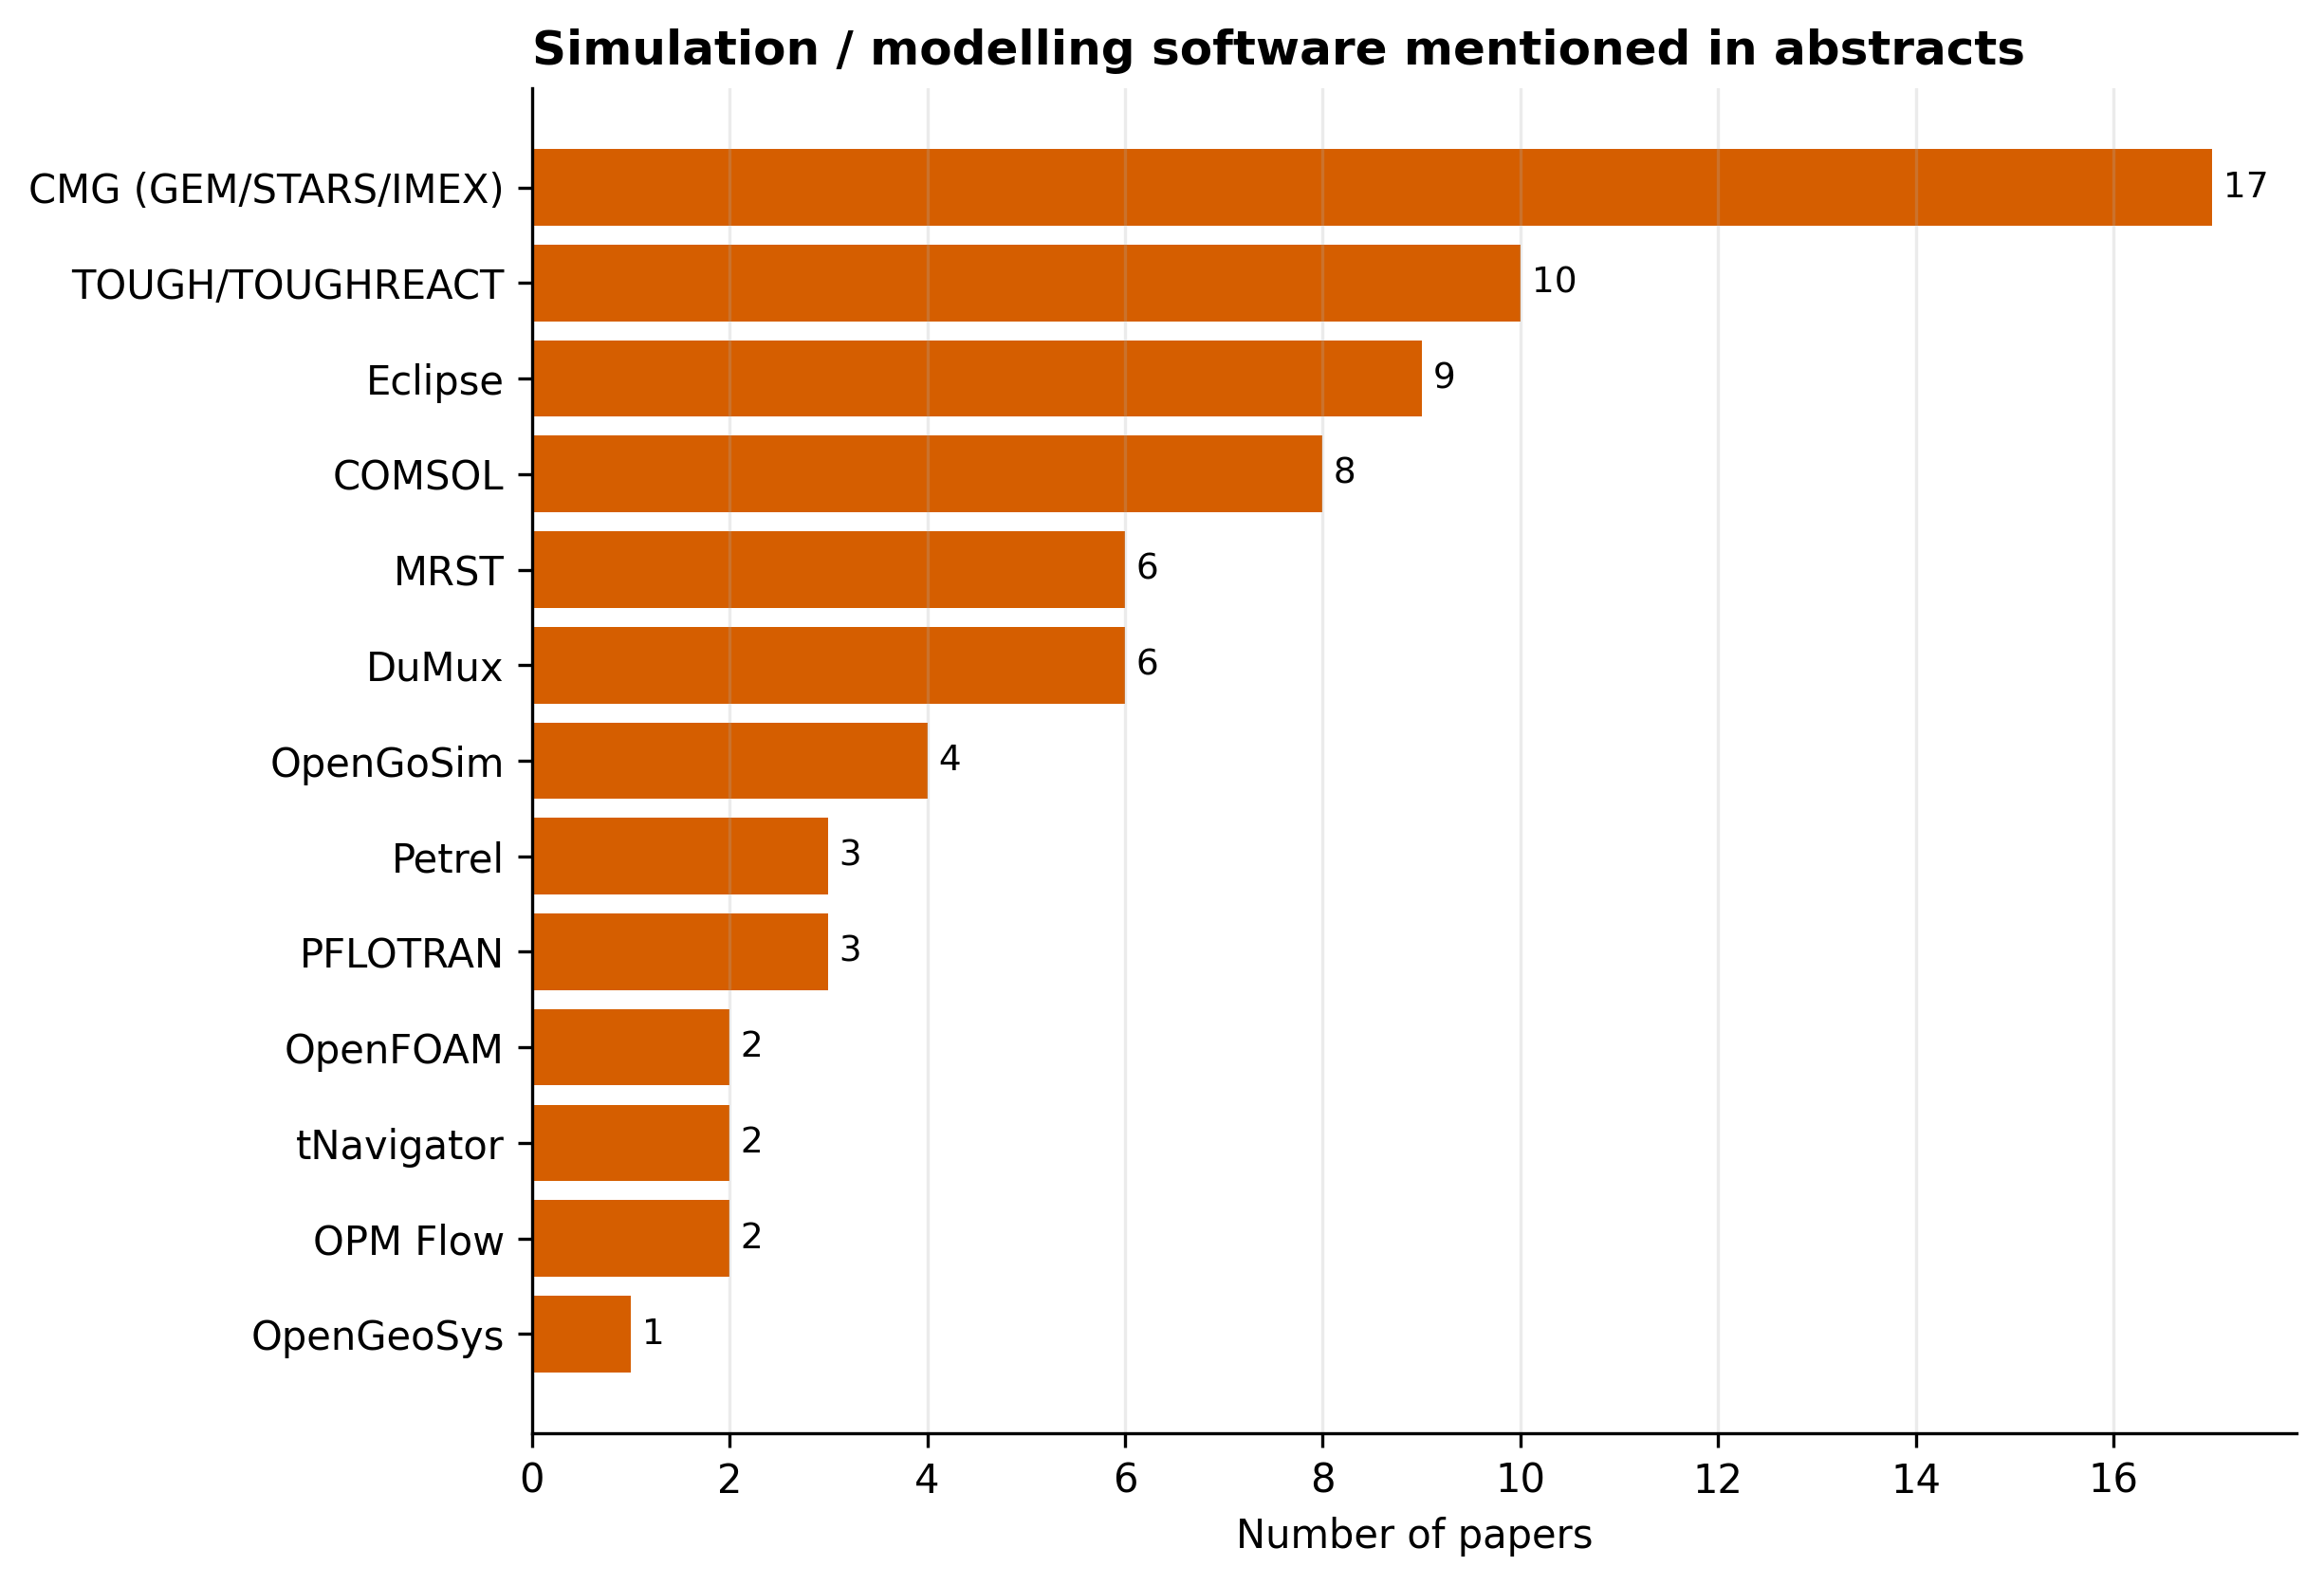 Simulation / modelling software mentioned in abstracts
CMG (GEM/STARS/IMEX) 17
TOUGH/TOUGHREACT 10
Eclipse 9
COMSOL 8
MRST 6
DuMux 6
OpenGoSim 4
Petrel 3
PFLOTRAN 3
OpenFOAM 2
tNavigator 2
OPM Flow 2
OpenGeoSys 1
0 2 4 6 8 10 12 14 16
Number of papers